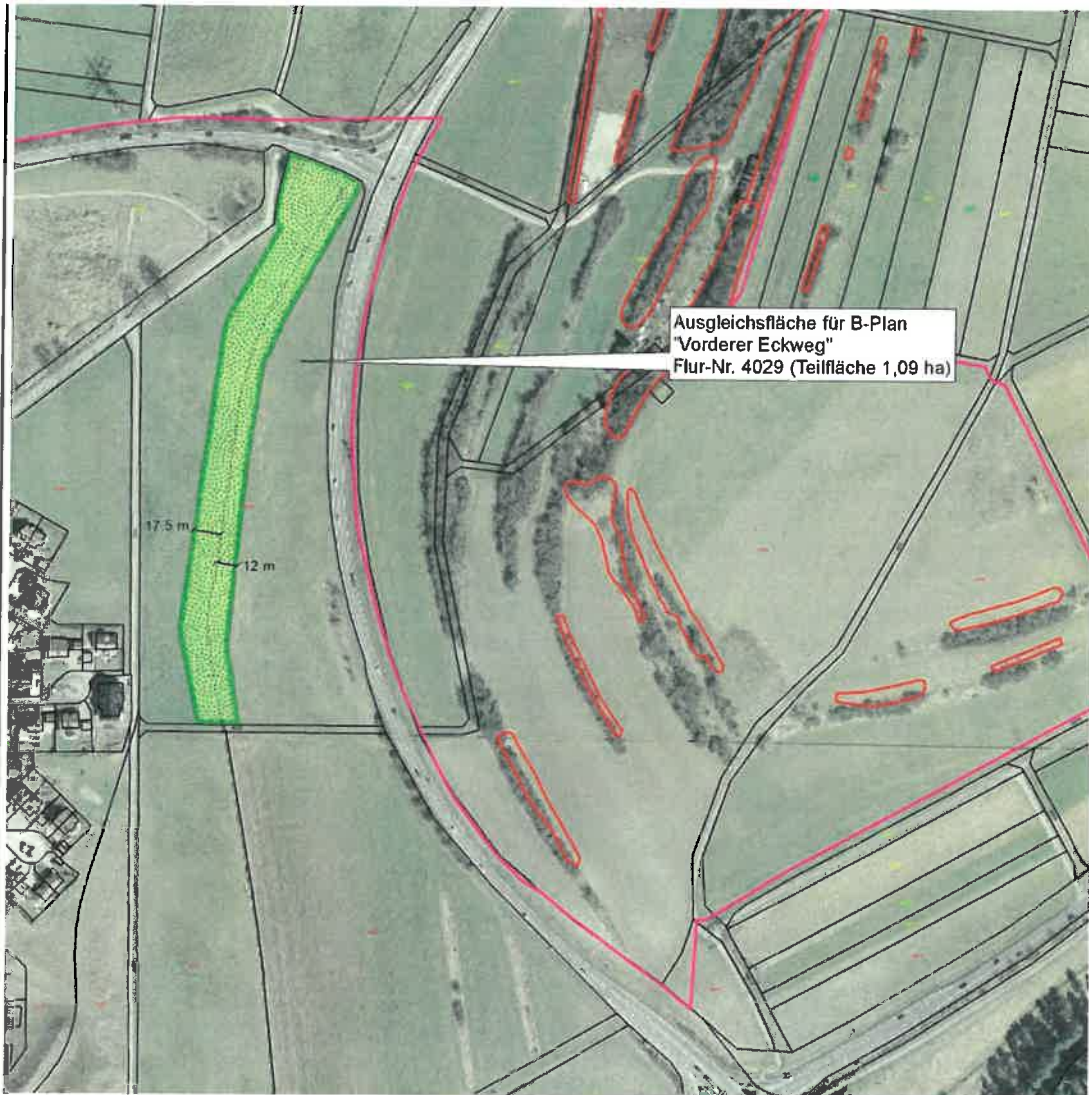 Ausgleichsfläche für B-Plan
"Vorderer Eckweg"
Flur-Nr. 4029 (Teilfläche 1,09 ha)
17.5 m
12 m